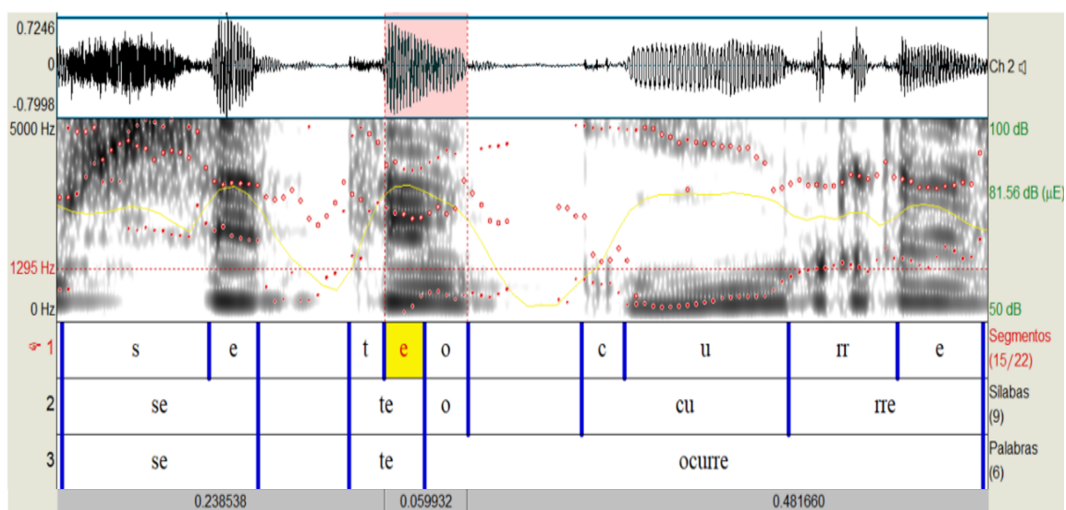 0.7246
0
-0.7998
Ch 2
5000 Hz
1295 Hz
0 Hz
100 dB
81.56 dB (µE)
50 dB
1 s e t e o c u rr e Segmentos
(15/22)
2 se te o cu rre Sílabas
(9)
3 se te ocurre Palabras
(6)
0.238538 0.059932 0.481660